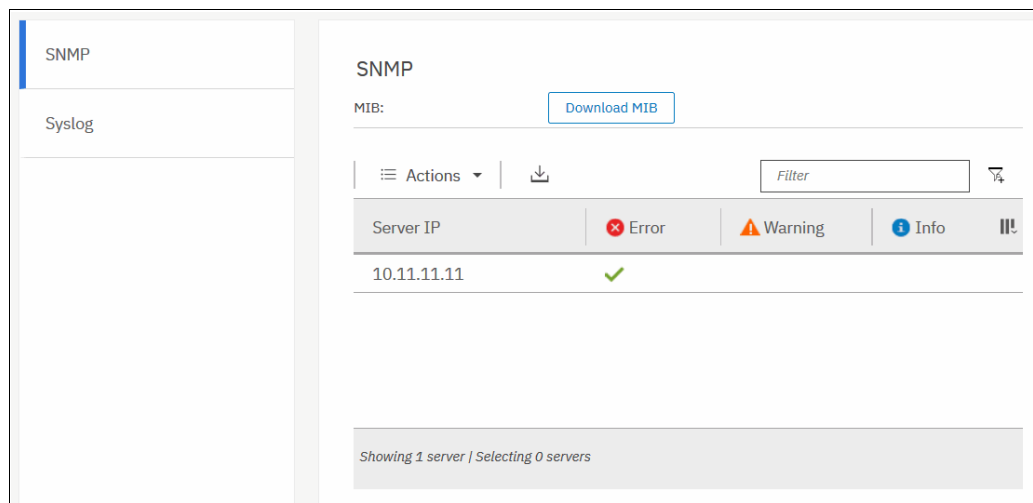 SNMP
Syslog
SNMP
MIB:
Download MIB
Actions
Filter
Server IP
Error
Warning
Info
10.11.11.11
Showing 1 server | Selecting 0 servers